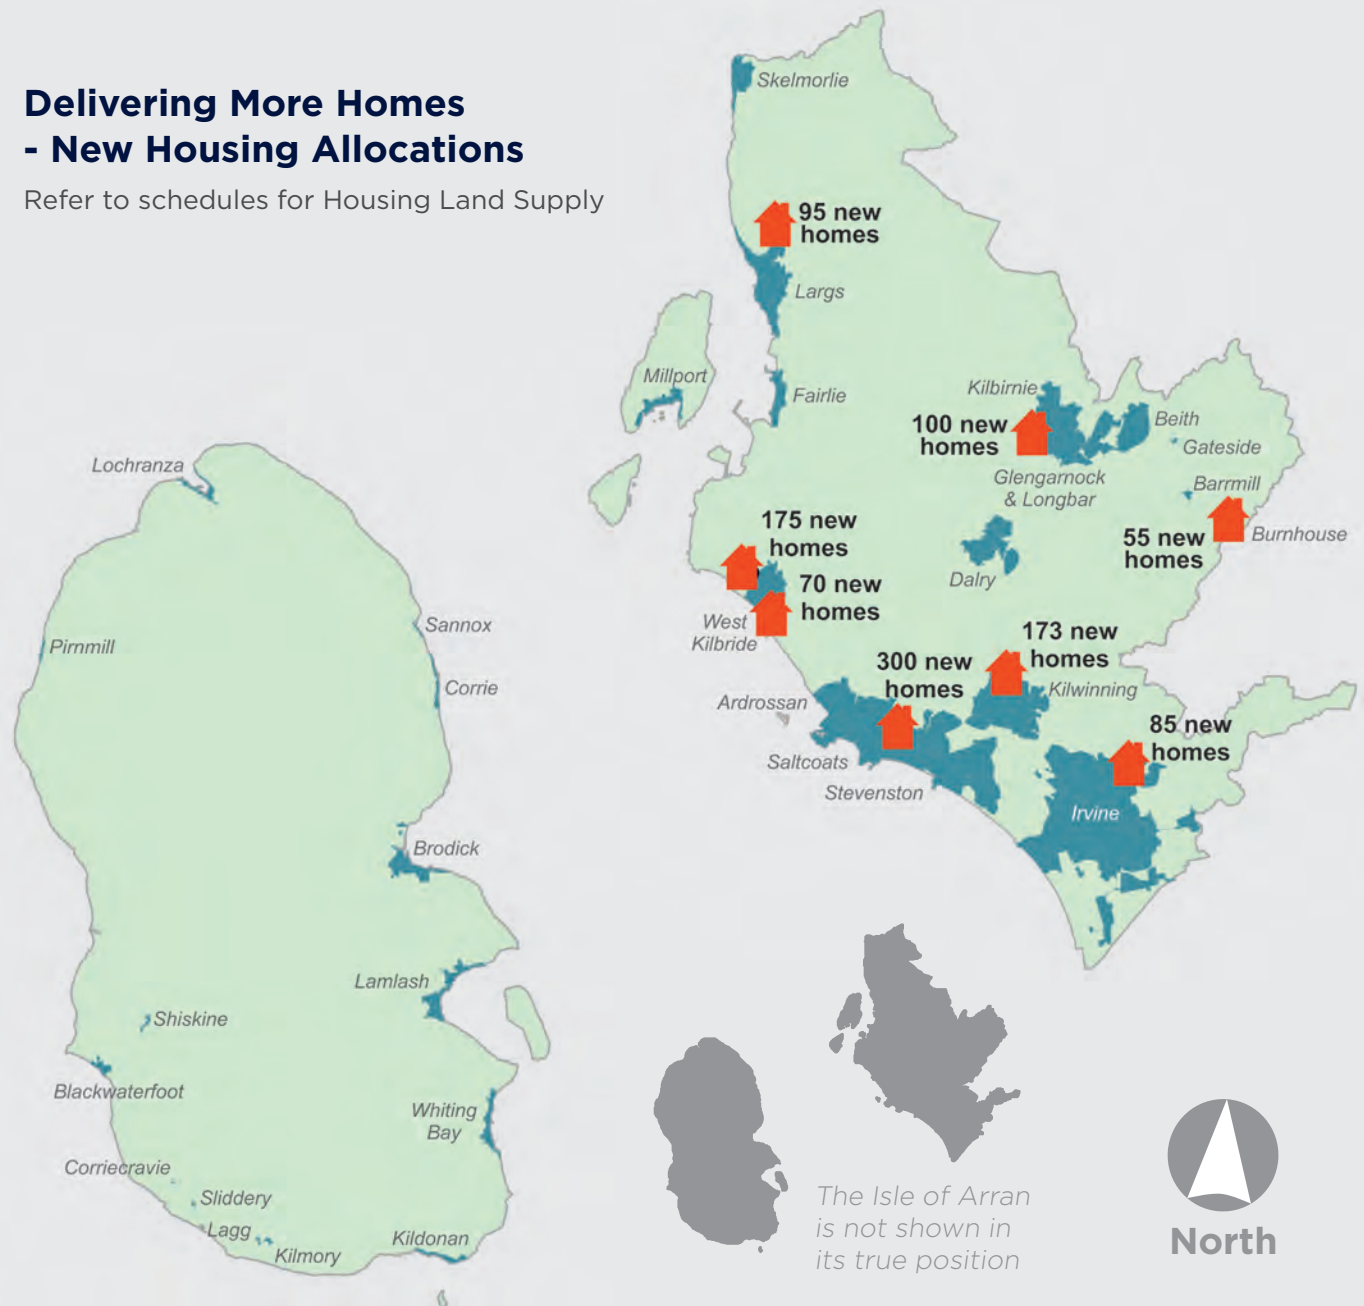 Delivering More Homes
- New Housing Allocations
Refer to schedules for Housing Land Supply
Skelmorlie
95 new
homes
Largs
Millport
Fairlie
Kilbirnie
100 new
homes
Beith
Gateside
Glengarnock
& Longbar
Barrmill
55 new
homes
Burnhouse
175 new
homes
70 new
homes
West
Kilbride
Dalry
173 new
homes
Kilwinning
300 new
homes
Ardrossan
Saltcoats
Stevenston
85 new
homes
Irvine
Lochranza
Pirnmill
Sannox
Corrie
Brodick
Lamlash
Shiskine
Blackwaterfoot
Whiting
Bay
Corriecravie
Sliddery
Lagg
Kilmory
Kildonan
The Isle of Arran
is not shown in
its true position
North